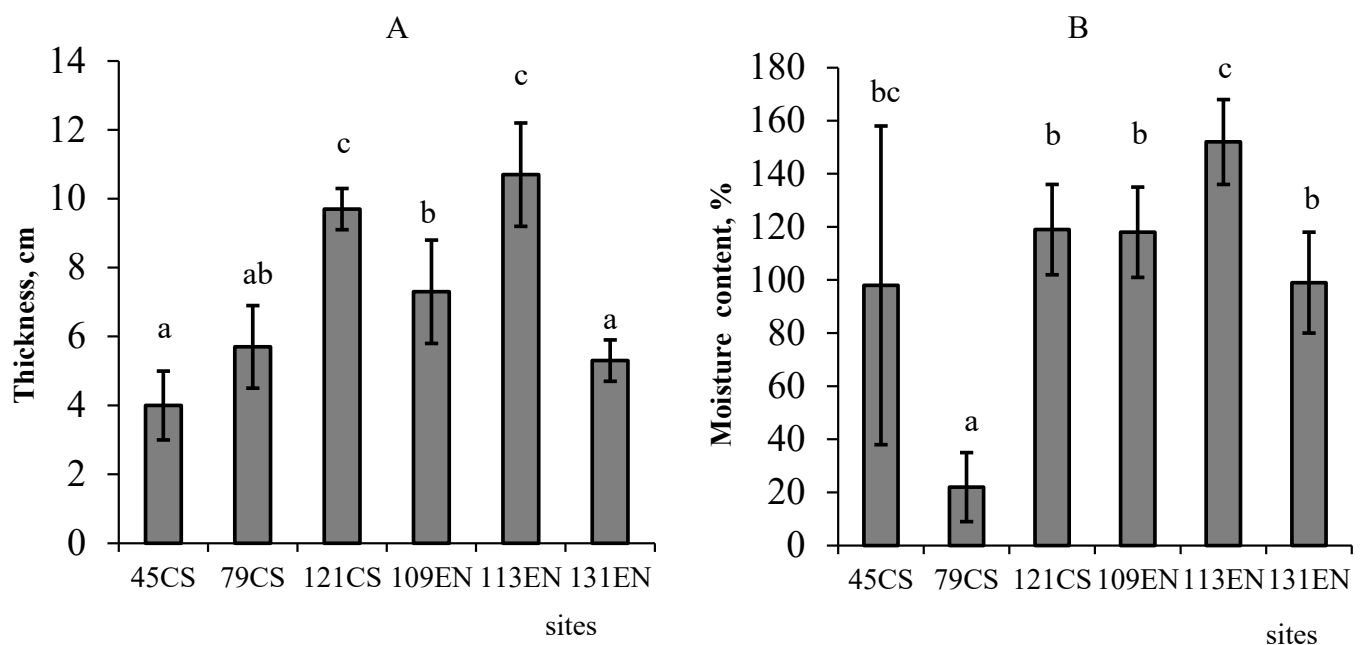 A
Thickness, cm
14
12
10
8
6
4
2
0
a
ab
c
b
c
a
45CS 79CS 121CS 109EN 113EN 131EN
sites
B
Moisture content, %
180
160
140
120
100
80
60
40
20
0
bc
a
b
b
c
b
45CS 79CS 121CS 109EN 113EN 131EN
sites